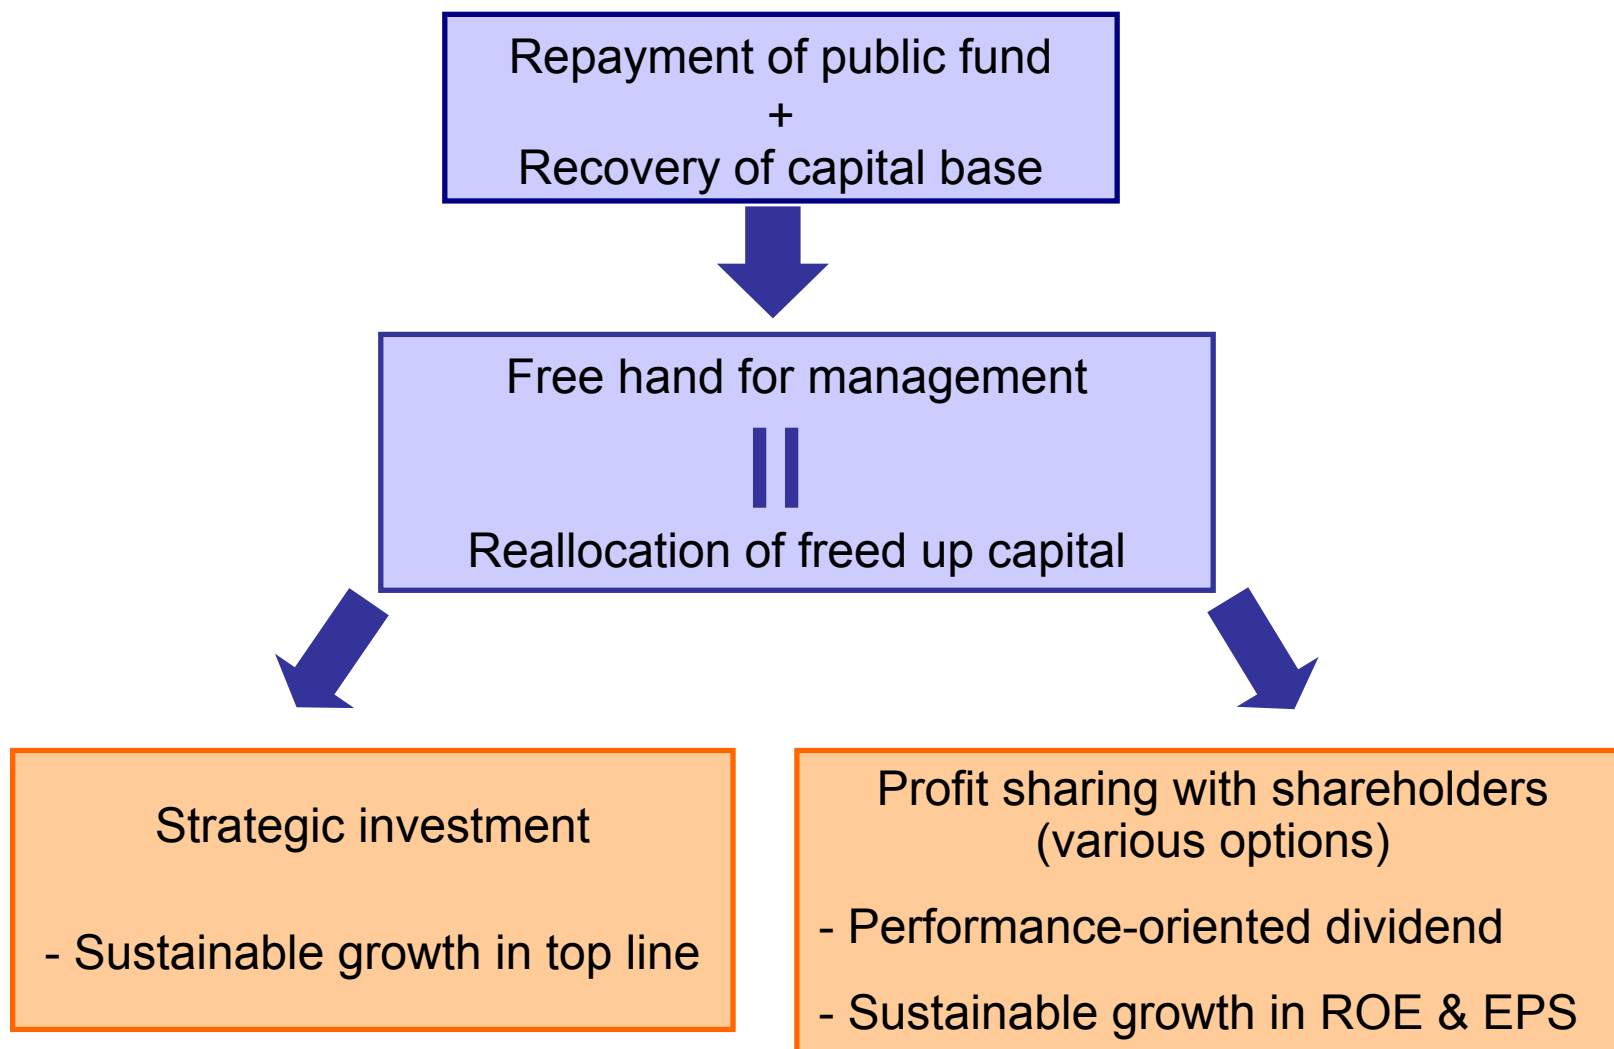 Repayment of public fund
+
Recovery of capital base
Free hand for management
Reallocation of freed up capital
Strategic investment
- Sustainable growth in top line
Profit sharing with shareholders
(various options)
- Performance-oriented dividend
- Sustainable growth in ROE & EPS